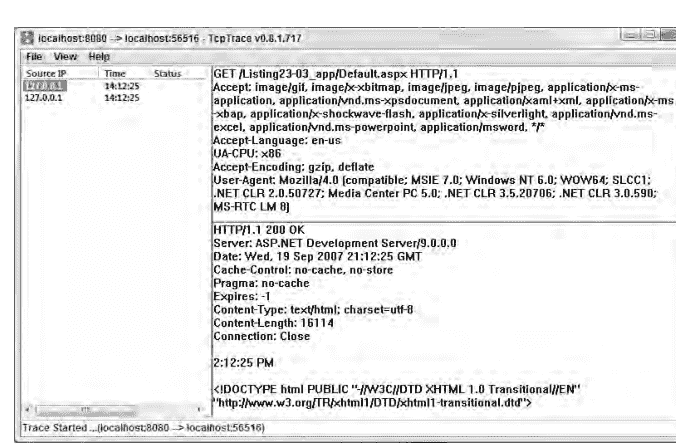 localhost:8080 --> localhost:56516 - TcpTrace v0.8.1.717
File View Help
Source IP Time Status
127.0.0.1 14:12:25
127.0.0.1 14:12:25
GET /Listing23-03_app/Default.aspx HTTP/1.1
Accept: image/gif, image/x-xbitmap, image/jpeg, image/pjpeg, application/x-ms-
application, application/vnd.ms-xpsdocument, application/xaml+xml, application/x-ms
-xbap, application/x-shockwave-flash, application/x-silverlight, application/vnd.ms-
excel, application/vnd.ms-powerpoint, application/msword, */*
Accept-Language: en-us
UA-CPU: x86
Accept-Encoding: gzip, deflate
User-Agent: Mozilla/4.0 (compatible; MSIE 7.0; Windows NT 6.0; WOW64; SLCC1;
.NET CLR 2.0.50727; Media Center PC 5.0; .NET CLR 3.5.20706; .NET CLR 3.0.590;
MS-RTC LM 8)
HTTP/1.1 200 OK
Server: ASP.NET Development Server/9.0.0.0
Date: Wed, 19 Sep 2007 21:12:25 GMT
Cache-Control: no-cache, no-store
Pragma: no-cache
Expires: -1
Content-Type: text/html; charset=utf-8
Content-Length: 16114
Connection: Close
2:12:25 PM
<!DOCTYPE html PUBLIC "-//W3C//DTD XHTML 1.0 Transitional//EN"
"http://www.w3.org/TR/xhtml1/DTD/xhtml1-transitional.dtd">
Trace Started ...(localhost:8080 --> localhost:56516)